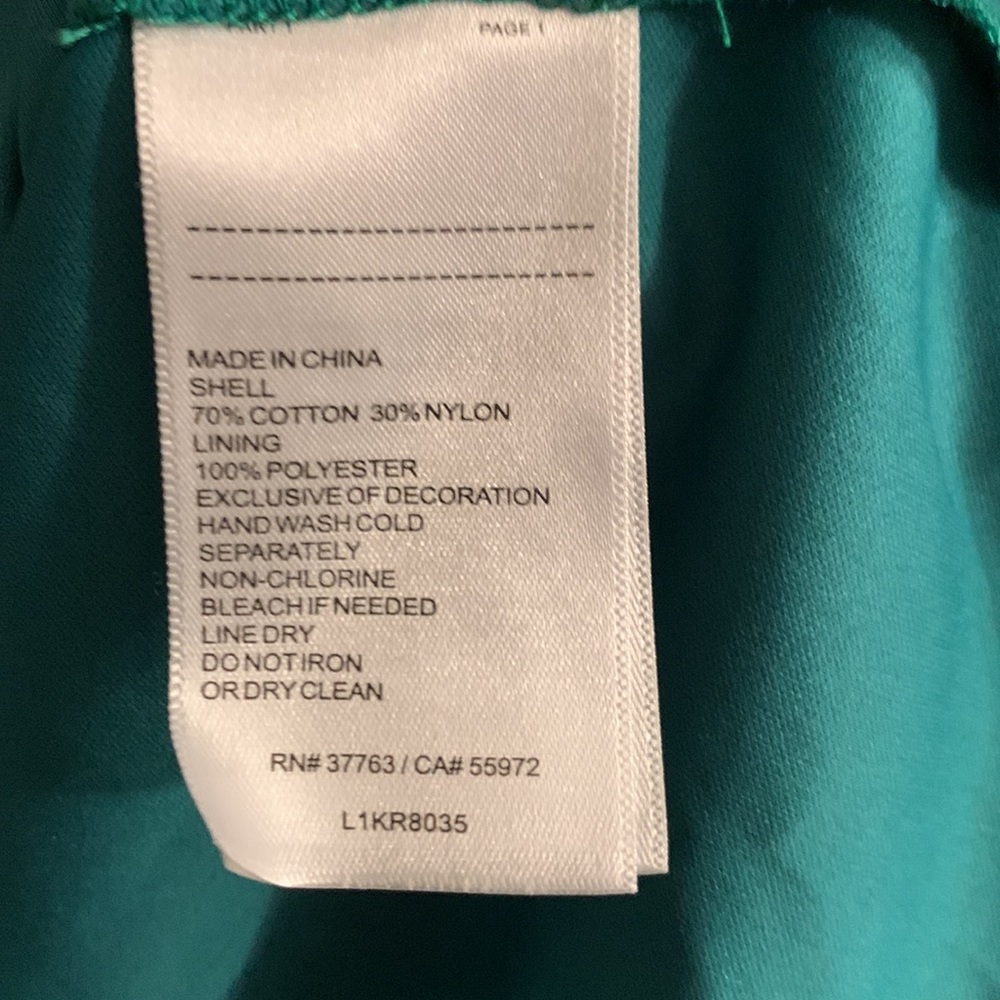 PART 1 PAGE 1
MADE IN CHINA
SHELL
70% COTTON 30% NYLON
LINING
100% POLYESTER
EXCLUSIVE OF DECORATION
HAND WASH COLD
SEPARATELY
NON-CHLORINE
BLEACH IF NEEDED
LINE DRY
DO NOT IRON
OR DRY CLEAN
RN# 37763 / CA# 55972
L1KR8035